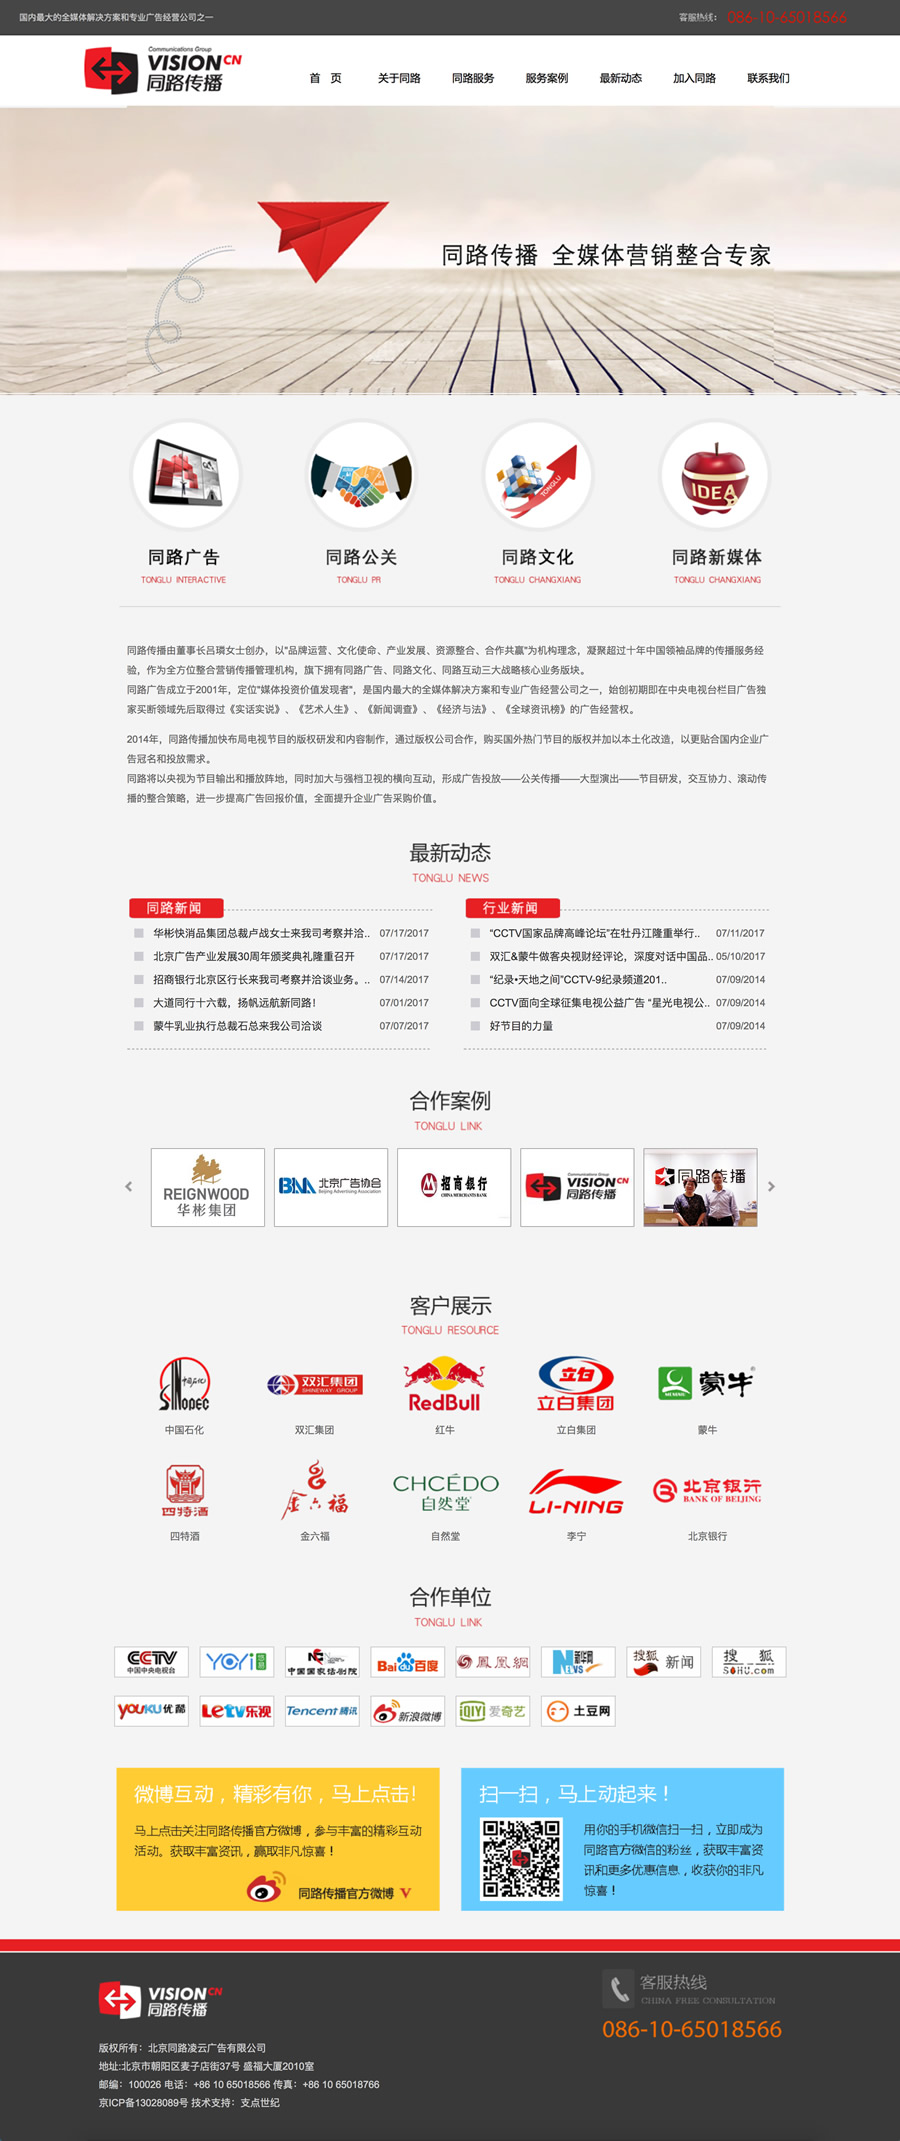 国内最大的全媒体解决方案和专业广告经营公司之一
客服热线： 086-10-65018566
Communications Group
VISION CN
同路传播
首 页 关于同路 同路服务 服务案例 最新动态 加入同路 联系我们
同路传播 全媒体营销整合专家
IDEA
TONGLU
同路广告 同路公关 同路文化 同路新媒体
TONGLU INTERACTIVE TONGLU PR TONGLU CHANGXIANG TONGLU CHANGXIANG
同路传播由董事长吕璘女士创办，以"品牌运营、文化使命、产业发展、资源整合、合作共赢"为机构理念，凝聚超过十年中国领袖品牌的传播服务经
验，作为全方位整合营销传播管理机构，旗下拥有同路广告、同路文化、同路互动三大战略核心业务版块。
同路广告成立于2001年，定位"媒体投资价值发现者"，是国内最大的全媒体解决方案和专业广告经营公司之一，始创初期即在中央电视台栏目广告独
家买断领域先后取得过《实话实说》、《艺术人生》、《新闻调查》、《经济与法》、《全球资讯榜》的广告经营权。
2014年，同路传播加快布局电视节目的版权研发和内容制作，通过版权公司合作，购买国外热门节目的版权并加以本土化改造，以更贴合国内企业广
告冠名和投放需求。
同路将以央视为节目输出和播放阵地，同时加大与强档卫视的横向互动，形成广告投放——公关传播——大型演出——节目研发，交互协力、滚动传
播的整合策略，进一步提高广告回报价值，全面提升企业广告采购价值。
最新动态
TONGLU NEWS
同路新闻
华彬快消品集团总裁卢战女士来我司考察并洽.. 07/17/2017
北京广告产业发展30周年颁奖典礼隆重召开 07/17/2017
招商银行北京区行长来我司考察并洽谈业务。.. 07/14/2017
大道同行十六载，扬帆远航新同路！ 07/01/2017
蒙牛乳业执行总裁石总来我公司洽谈 07/07/2017
行业新闻
“CCTV国家品牌高峰论坛”在牡丹江隆重举行.. 07/11/2017
双汇&蒙牛做客央视财经评论，深度对话中国品.. 05/10/2017
“纪录•天地之间”CCTV-9纪录频道201.. 07/09/2014
CCTV面向全球征集电视公益广告 “星光电视公.. 07/09/2014
好节目的力量 07/09/2014
合作案例
TONGLU LINK
REIGNWOOD
华彬集团
北京广告协会
Beijing Advertising Association
招商银行
CHINA MERCHANTS BANK
Communications Group
VISION CN
同路传播
同路传播
客户展示
TONGLU RESOURCE
中国石化
SINOPEC
双汇集团
SHINEWAY GROUP
RedBull
立白
立白集团
蒙牛
中国石化 双汇集团 红牛 立白集团 蒙牛
四特酒
金六福
CHCEDO
自然堂
LI-NING
北京银行
BANK OF BEIJING
四特酒 金六福 自然堂 李宁 北京银行
合作单位
TONGLU LINK
CCTV
中国中央电视台
YOYi 悠易
中国国家话剧院
Bai 百度
鳳凰網
NEWS 新华网
搜狐 新闻
搜 狐
SOHU.com
YOUKU优酷
Letv乐视
Tencent 腾讯
新浪微博
iQIYI 爱奇艺
土豆网
微博互动，精彩有你，马上点击！
马上点击关注同路传播官方微博，参与丰富的精彩互动
活动。获取丰富资讯，赢取非凡惊喜！
同路传播官方微博 V
扫一扫，马上动起来！
用你的手机微信扫一扫，立即成为
同路官方微信的粉丝，获取丰富资
讯和更多优惠信息，收获你的非凡
惊喜！
VISION CN
同路传播
客服热线
CHINA FREE CONSULTATION
086-10-65018566
版权所有：北京同路凌云广告有限公司
地址:北京市朝阳区麦子店街37号 盛福大厦2010室
邮编：100026 电话：+86 10 65018566 传真：+86 10 65018766
京ICP备13028089号 技术支持：支点世纪